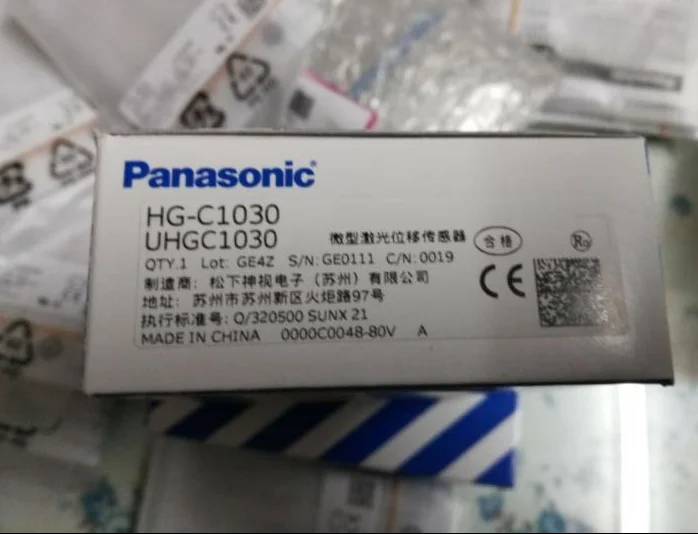 Panasonic
HG-C1030
UHGC1030 微型激光位移传感器 合格
QTY.1 Lot: GE4Z S/N:GE0111 C/N:0019
制造商: 松下神视电子(苏州)有限公司
地址: 苏州市苏州新区火炬路97号
执行标准号: Q/320500 SUNX 21
MADE IN CHINA 0000C0048-80V A
CE